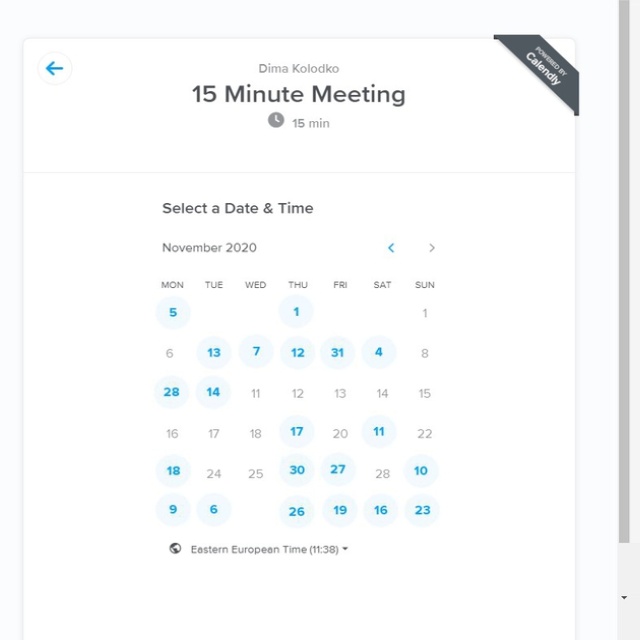 POWERED BY
Calendly
Dima Kolodko
15 Minute Meeting
15 min
Select a Date & Time
November 2020
MON TUE WED THU FRI SAT SUN
5 1 1
6 13 7 12 31 4 8
28 14 11 12 13 14 15
16 17 18 17 20 11 22
18 24 25 30 27 28 10
9 6 26 19 16 23
Eastern European Time (11:38)